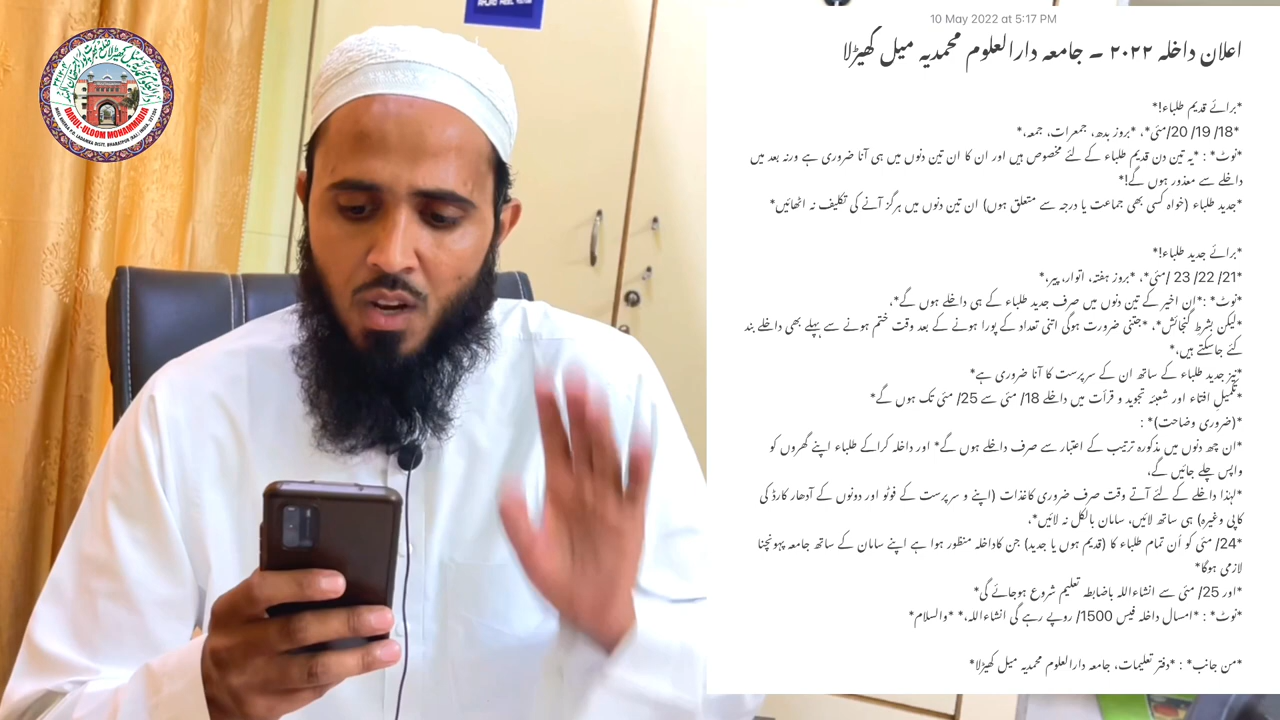 10 May 2022 at 5:17 PM
اعلان داخلہ ۲۰۲۲ ۔ جامعہ دارالعلوم محمدیہ میل کھیڑلا
*برائے قدیم طلباء!*
*18/ 19/ 20/مئی*، *بروز بدھ، جمعرات، جمعہ،*
*نوٹ* : *یہ تین دن قدیم طلباء کے لئے مخصوص ہیں اور ان کا ان تین دنوں میں ہی آنا ضروری ہے ورنہ بعد میں
داخلے سے معذور ہوں گے!*
*جدید طلباء (خواہ کسی بھی جماعت یا درجہ سے متعلق ہوں) ان تین دنوں میں ہرگز آنے کی تکلیف نہ اٹھائیں*
*برائے جدید طلباء!*
*21/ 22/ 23 /مئی*، *بروز ہفتہ، اتوار، پیر،*
*نوٹ* :*ان اخیر کے تین دنوں میں صرف جدید طلباء کے ہی داخلے ہوں گے*،
*لیکن بشرط گنجائش*، *جتنی ضرورت ہوگی اتنی تعداد کے پورا ہونے کے بعد وقت ختم ہونے سے پہلے بھی داخلے بند
کئے جاسکتے ہیں،*
*نیز جدید طلباء کے ساتھ ان کے سرپرست کا آنا ضروری ہے*
*تکمیلِ افتاء اور شعبۂ تجوید و قرأت میں داخلے 18/ مئی سے 25/ مئی تک ہوں گے*
*(ضروری وضاحت)* :
*ان چھ دنوں میں مذکورہ ترتیب کے اعتبار سے صرف داخلے ہوں گے* اور داخلہ کراکے طلباء اپنے گھروں کو
واپس چلے جائیں گے،
*لہٰذا داخلے کے لئے آتے وقت صرف ضروری کاغذات (اپنے و سرپرست کے فوٹو اور دونوں کے آدھار کارڈ کی
کاپی وغیرہ) ہی ساتھ لائیں، سامان بالکل نہ لائیں*،
*24/ مئی کو اُن تمام طلباء کا (قدیم ہوں یا جدید) جن کاداخلہ منظور ہوا ہے اپنے سامان کے ساتھ جامعہ پہونچنا
لازمی ہوگا*
*اور 25/ مئی سے انشاءاللہ باضابطہ تعلیم شروع ہوجائے گی*
*نوٹ* : *امسال داخلہ فیس 1500/ روپے رہے گی انشاءاللہ،* *والسلام*
*من جانب* : *دفتر تعلیمات، جامعہ دارالعلوم محمدیہ میل کھیڑلا*
DARUL-ULOOM MOHAMMADIA